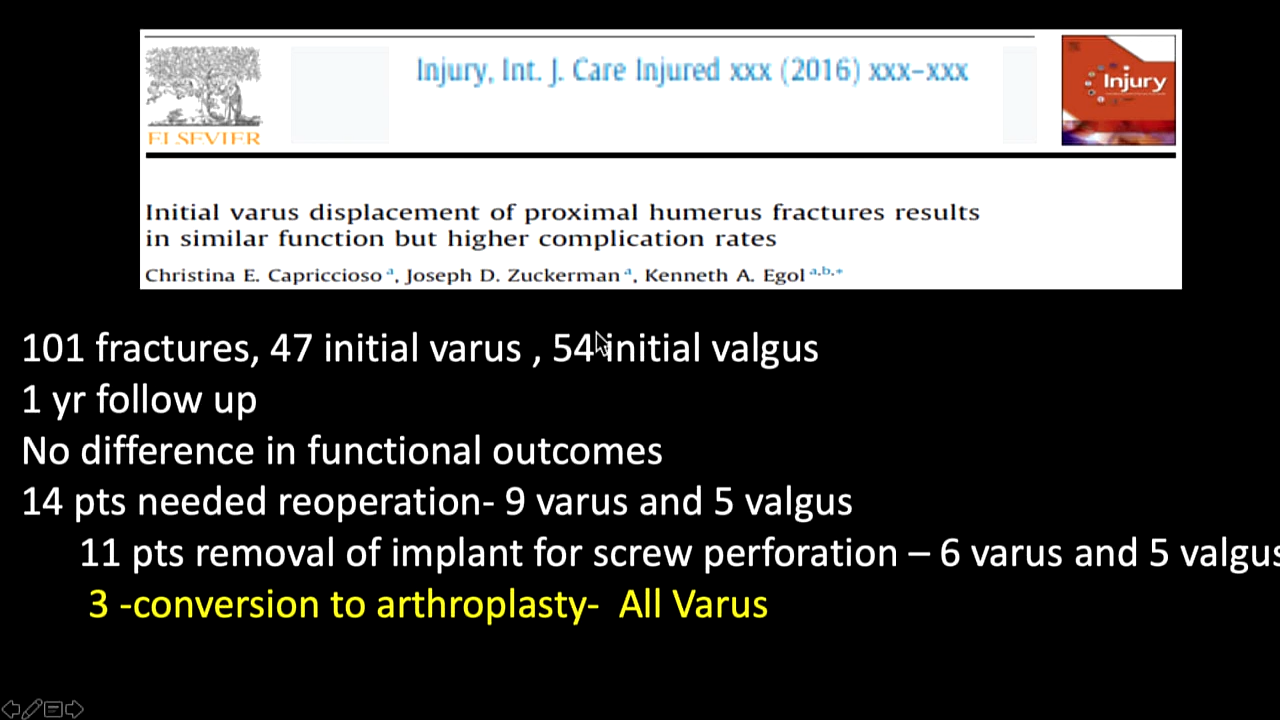 Injury, Int. J. Care Injured xxx (2016) xxx–xxx
ELSEVIER
Injury
Initial varus displacement of proximal humerus fractures results
in similar function but higher complication rates
Christina E. Capriccioso a, Joseph D. Zuckerman a, Kenneth A. Egol a,b,*
101 fractures, 47 initial varus , 54 initial valgus
1 yr follow up
No difference in functional outcomes
14 pts needed reoperation- 9 varus and 5 valgus
11 pts removal of implant for screw perforation – 6 varus and 5 valgus
3 -conversion to arthroplasty- All Varus